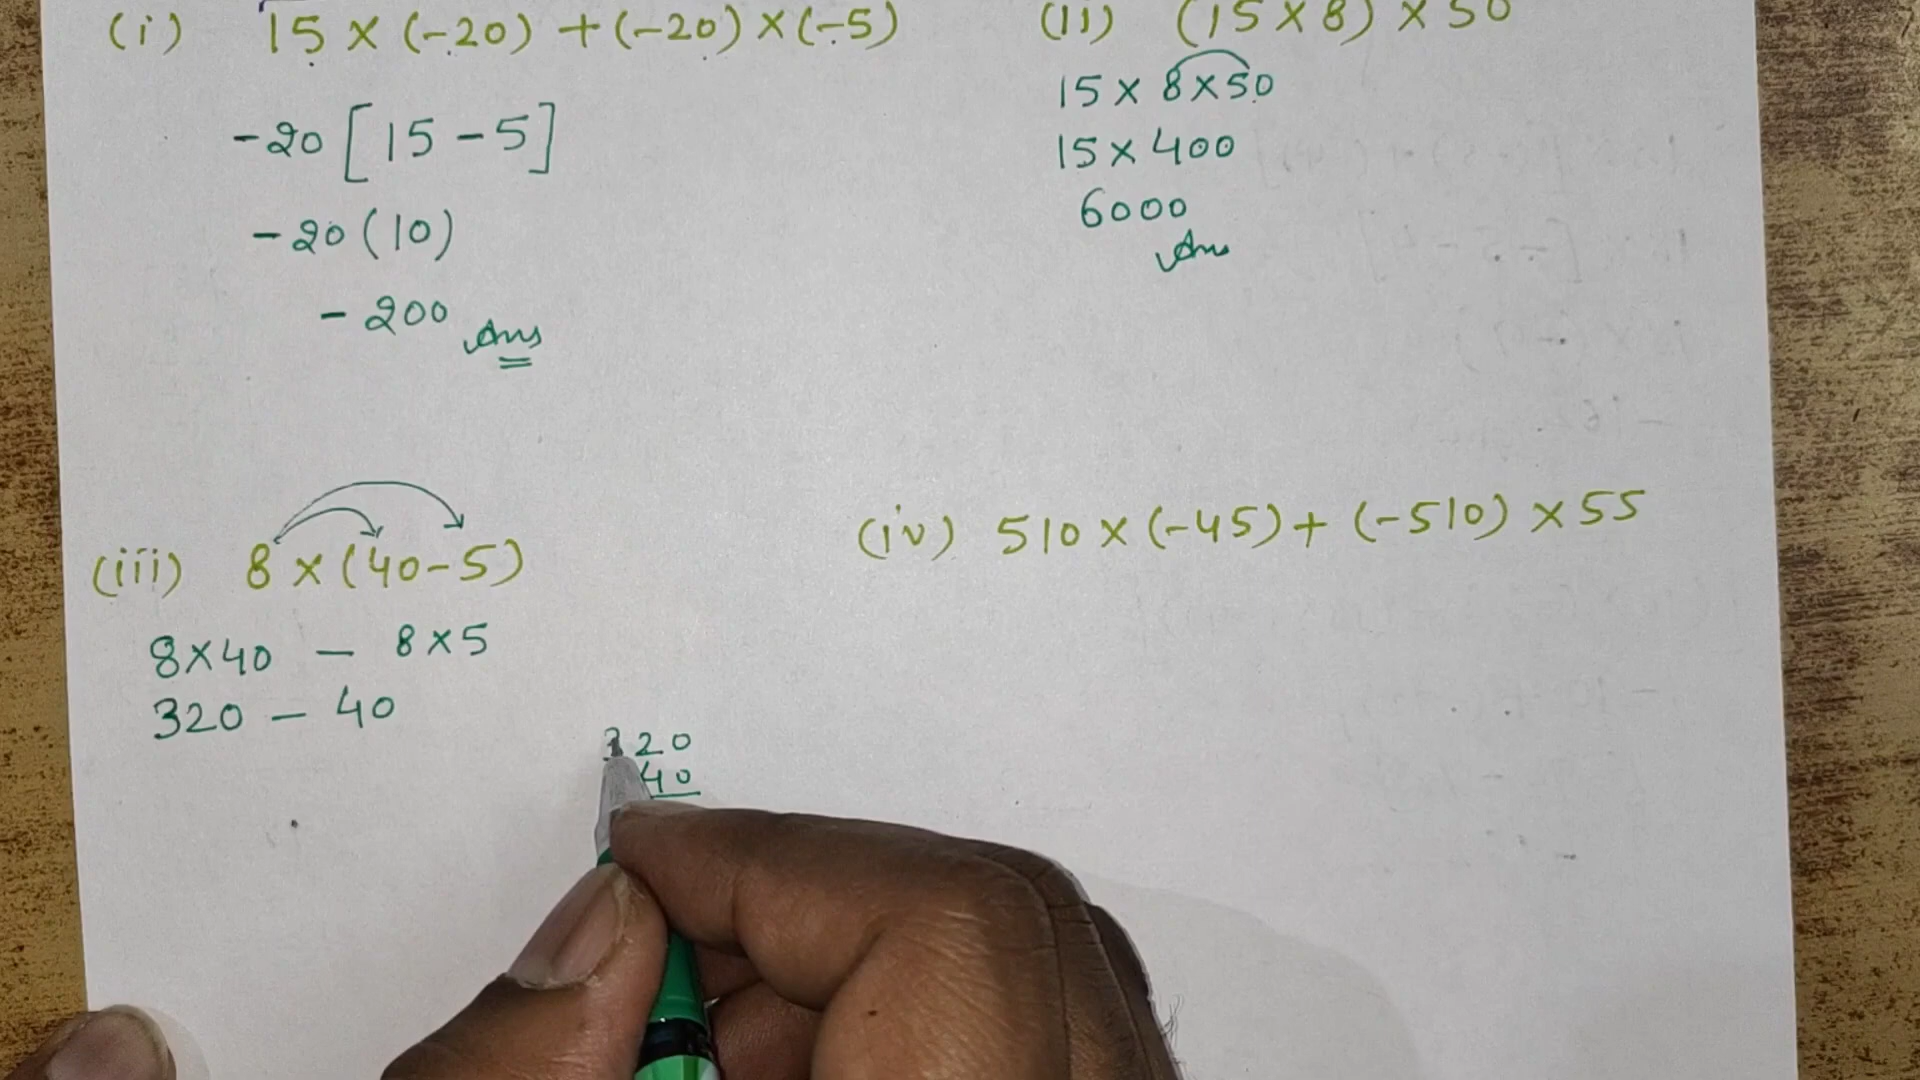 (i) 15 × (-20) + (-20) × (-5)
-20 [15 - 5]
-20 (10)
- 200 Ans
(ii) (15 × 8) × 50
15 × 8 × 50
15 × 400
6000
Ans
(iii) 8 × (40 - 5)
8 × 40 - 8 × 5
320 - 40
320
40
(iv) 510 × (-45) + (-510) × 55